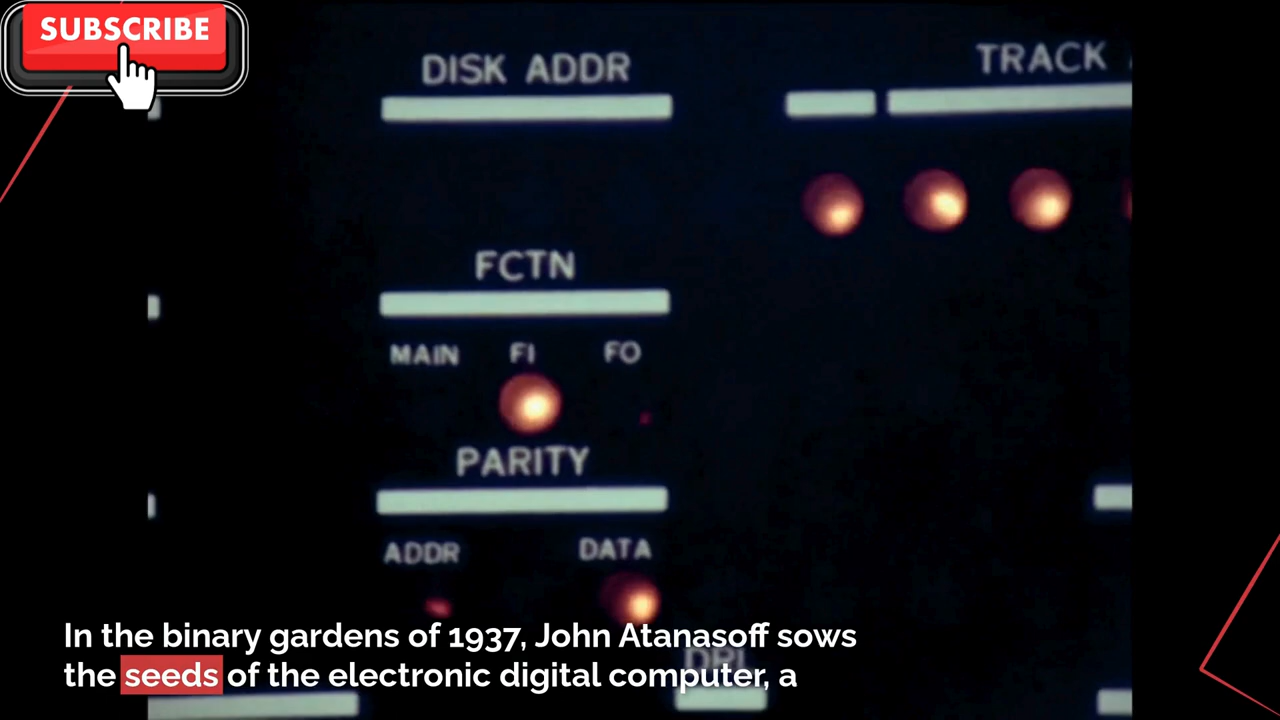 SUBSCRIBE
DISK ADDR
TRACK
FCTN
MAIN FI FO
PARITY
ADDR DATA
In the binary gardens of 1937, John Atanasoff sows
the seeds of the electronic digital computer, a